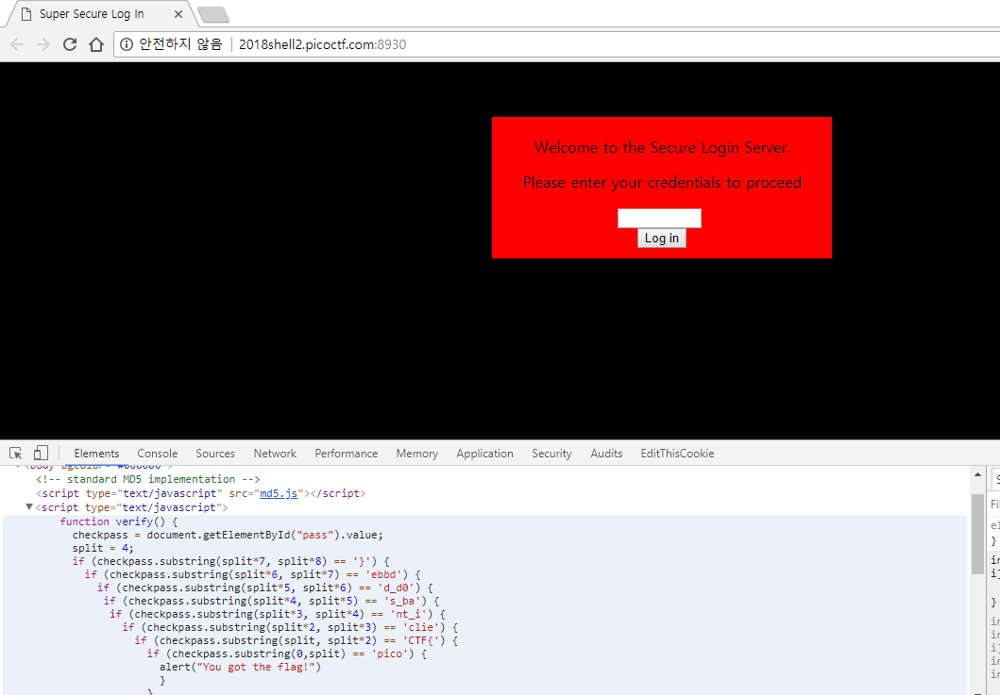 Super Secure Log In
안전하지 않음 2018shell2.picoctf.com:8930
Welcome to the Secure Login Server.
Please enter your credentials to proceed
Log in
Elements Console Sources Network Performance Memory Application Security Audits EditThisCookie
<!-- standard MD5 implementation -->
<script type="text/javascript" src="md5.js"></script>
<script type="text/javascript">
function verify() {
checkpass = document.getElementById("pass").value;
split = 4;
if (checkpass.substring(split*7, split*8) == '}') {
if (checkpass.substring(split*6, split*7) == 'ebbd') {
if (checkpass.substring(split*5, split*6) == 'd_d0') {
if (checkpass.substring(split*4, split*5) == 's_ba') {
if (checkpass.substring(split*3, split*4) == 'nt_i') {
if (checkpass.substring(split*2, split*3) == 'clie') {
if (checkpass.substring(split, split*2) == 'CTF{') {
if (checkpass.substring(0,split) == 'pico') {
alert("You got the flag!")
}
}